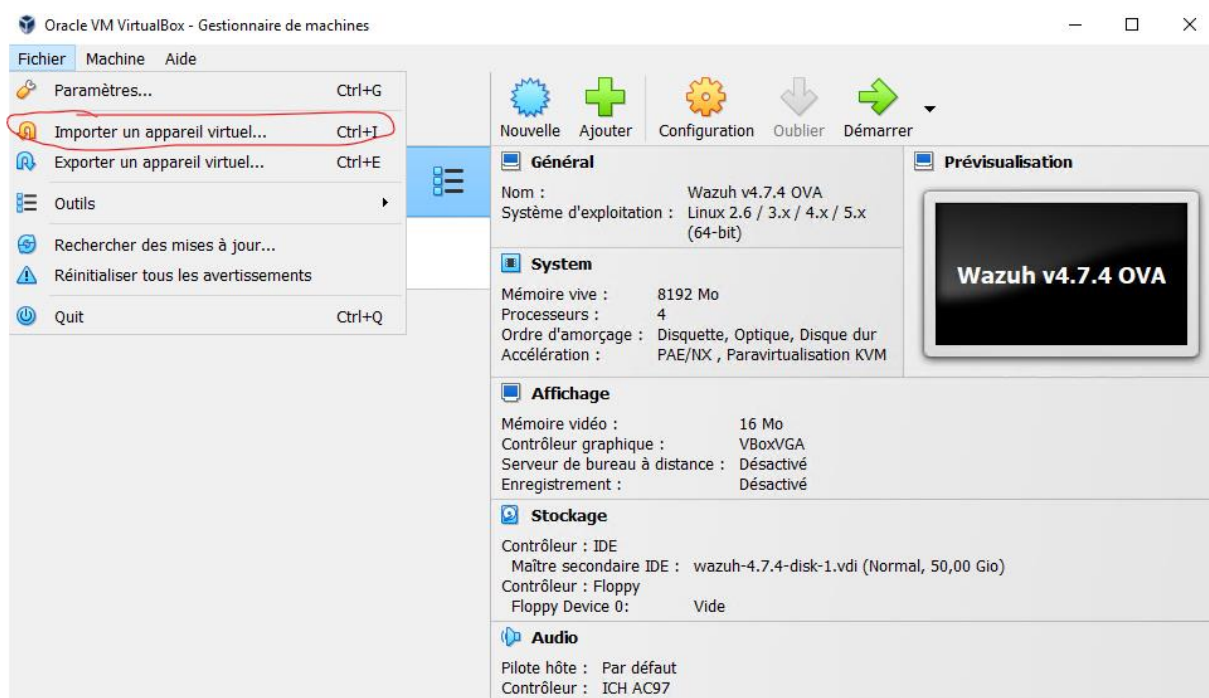 Oracle VM VirtualBox - Gestionnaire de machines
Fichier Machine Aide
Paramètres... Ctrl+G
Importer un appareil virtuel... Ctrl+I
Exporter un appareil virtuel... Ctrl+E
Outils
Rechercher des mises à jour...
Réinitialiser tous les avertissements
Quit Ctrl+Q
Nouvelle Ajouter Configuration Oublier Démarrer
Général
Nom : Wazuh v4.7.4 OVA
Système d'exploitation : Linux 2.6 / 3.x / 4.x / 5.x
(64-bit)
System
Mémoire vive : 8192 Mo
Processeurs : 4
Ordre d'amorçage : Disquette, Optique, Disque dur
Accélération : PAE/NX , Paravirtualisation KVM
Prévisualisation
Wazuh v4.7.4 OVA
Affichage
Mémoire vidéo : 16 Mo
Contrôleur graphique : VBoxVGA
Serveur de bureau à distance : Désactivé
Enregistrement : Désactivé
Stockage
Contrôleur : IDE
Maître secondaire IDE : wazuh-4.7.4-disk-1.vdi (Normal, 50,00 Gio)
Contrôleur : Floppy
Floppy Device 0: Vide
Audio
Pilote hôte : Par défaut
Contrôleur : ICH AC97